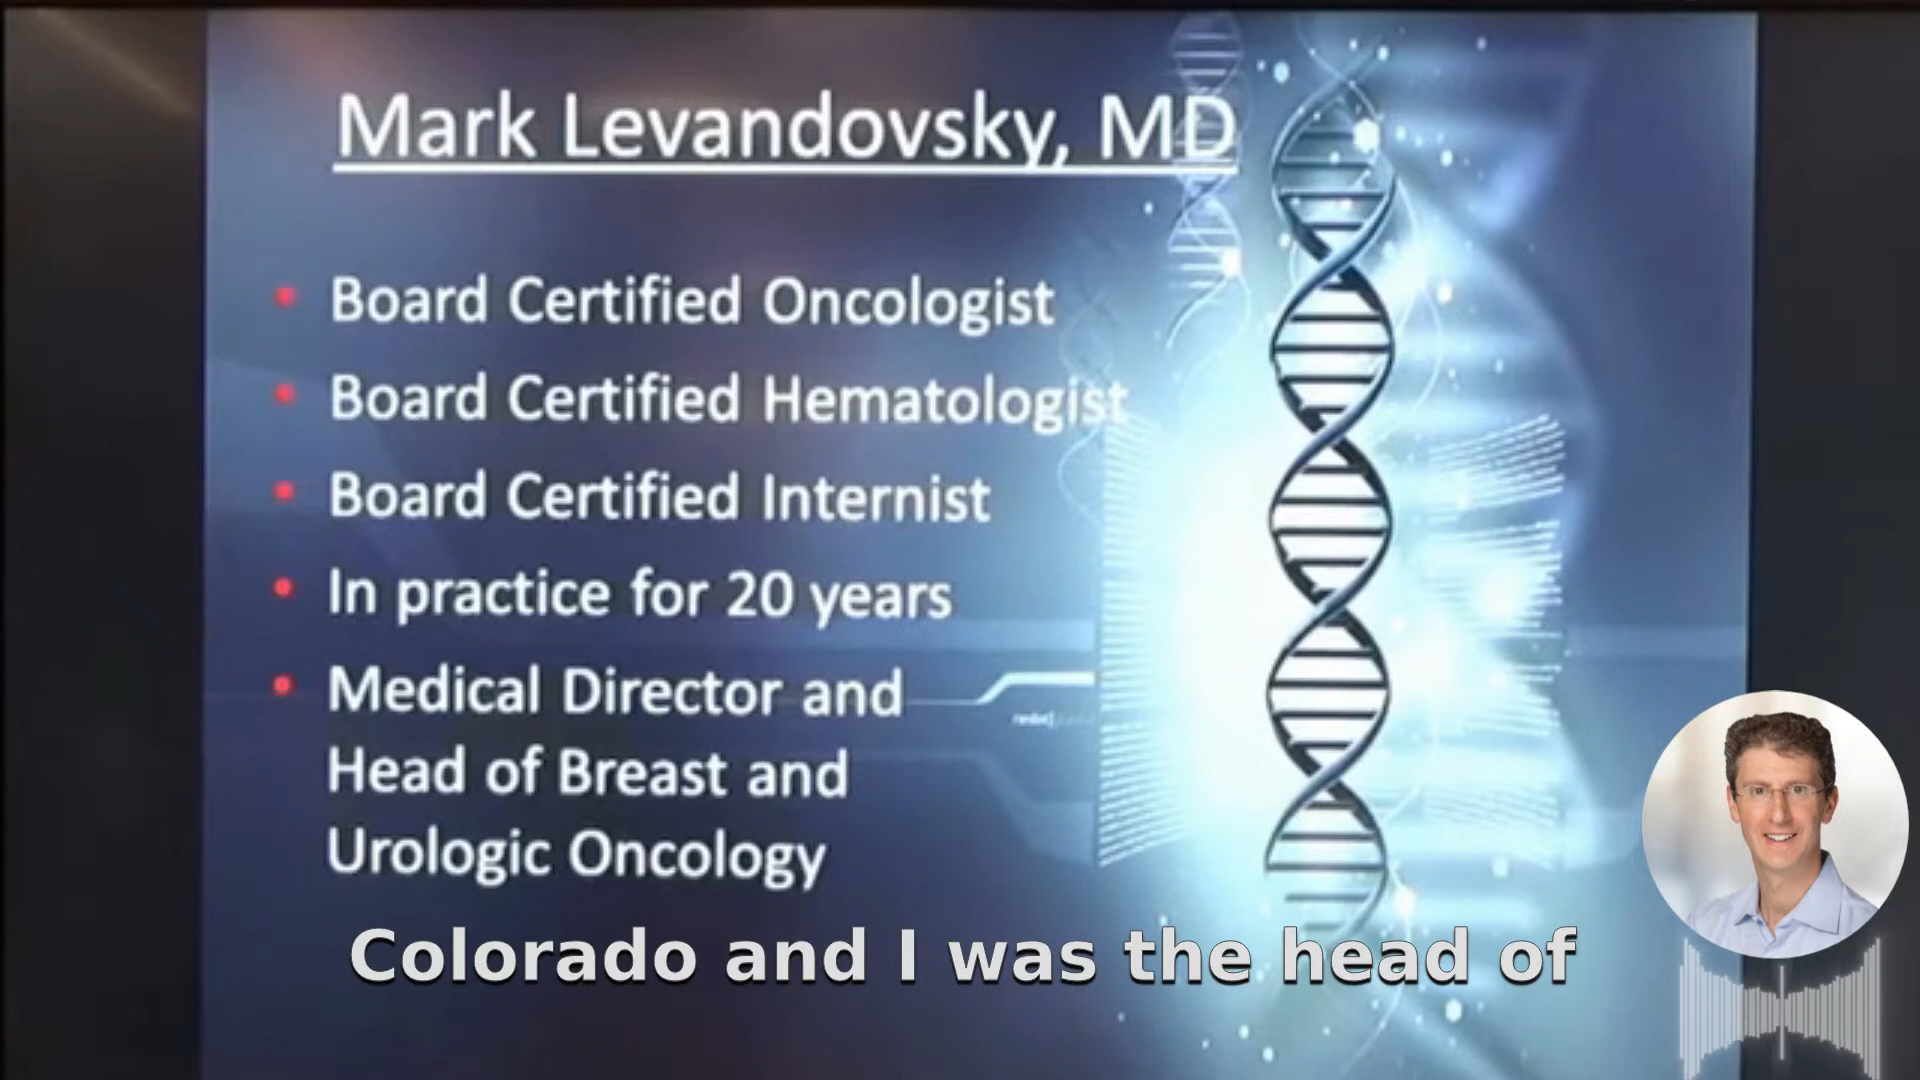 Mark Levandovsky, MD
• Board Certified Oncologist
• Board Certified Hematologist
• Board Certified Internist
• In practice for 20 years
• Medical Director and
Head of Breast and
Urologic Oncology
Colorado and I was the head of